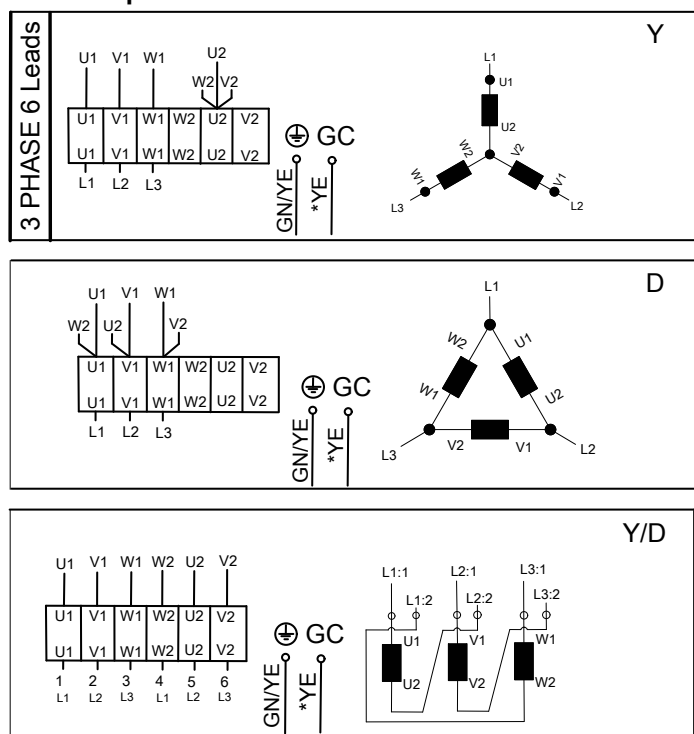 3 PHASE 6 Leads
Y
U1 V1 W1 U2
W2 V2
U1 V1 W1 W2 U2 V2
U1 V1 W1 W2 U2 V2
L1 L2 L3
GC
GN/YE
*YE
L1
U1
U2
W2
V2
W1
V1
L3
L2
D
U1 V1 W1
W2 U2 V2
U1 V1 W1 W2 U2 V2
U1 V1 W1 W2 U2 V2
L1 L2 L3
GC
GN/YE
*YE
L1
W2
U1
W1
U2
L3
V2
V1
L2
Y/D
U1 V1 W1 W2 U2 V2
U1 V1 W1 W2 U2 V2
U1 V1 W1 W2 U2 V2
1 2 3 4 5 6
L1 L2 L3 L1 L2 L3
GC
GN/YE
*YE
L1:1 L2:1 L3:1
L1:2 L2:2 L3:2
U1 V1 W1
U2 V2 W2